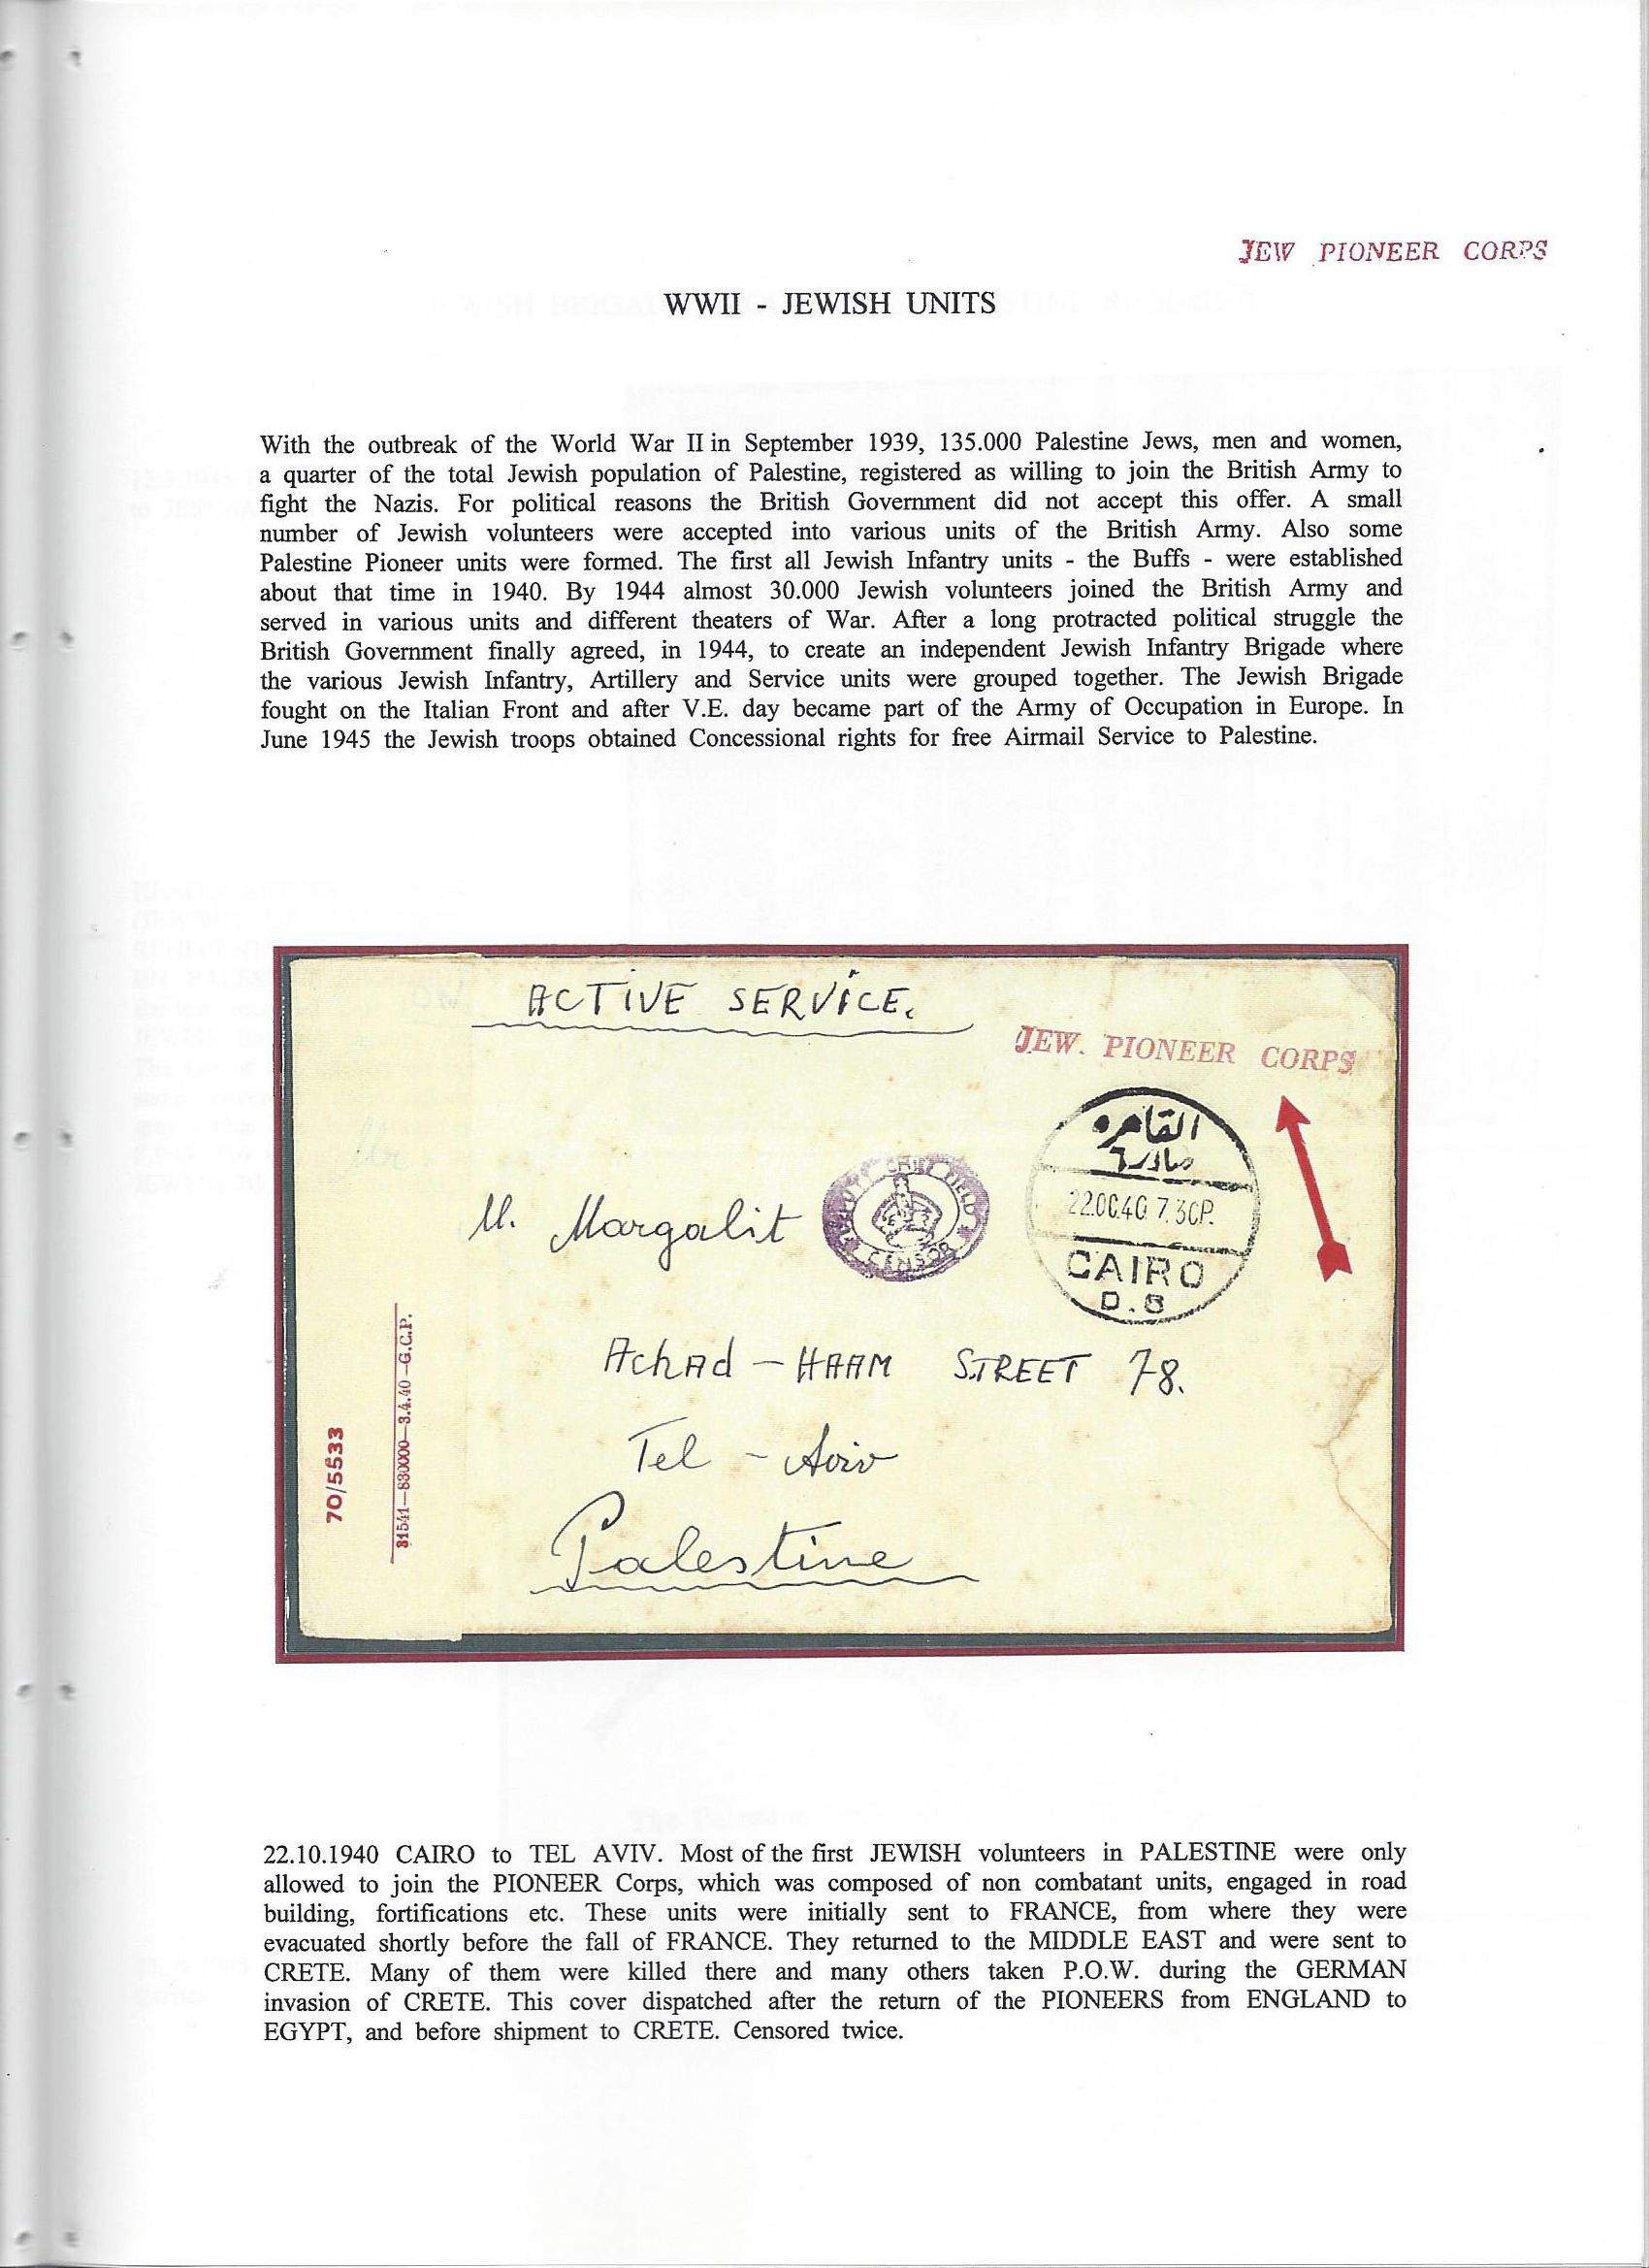 JEW PIONEER CORPS
WWII - JEWISH UNITS
With the outbreak of the World War II in September 1939, 135.000 Palestine Jews, men and women,
a quarter of the total Jewish population of Palestine, registered as willing to join the British Army to
fight the Nazis. For political reasons the British Government did not accept this offer. A small
number of Jewish volunteers were accepted into various units of the British Army. Also some
Palestine Pioneer units were formed. The first all Jewish Infantry units - the Buffs - were established
about that time in 1940. By 1944 almost 30.000 Jewish volunteers joined the British Army and
served in various units and different theaters of War. After a long protracted political struggle the
British Government finally agreed, in 1944, to create an independent Jewish Infantry Brigade where
the various Jewish Infantry, Artillery and Service units were grouped together. The Jewish Brigade
fought on the Italian Front and after V.E. day became part of the Army of Occupation in Europe. In
June 1945 the Jewish troops obtained Concessional rights for free Airmail Service to Palestine.
ACTIVE SERVICE.
JEW. PIONEER CORPS
القاهره
صادر ٦
22.OC.40 7.30P.
CAIRO
D.6
CHIEF FIELD
CENSOR
M. Margalit
AchAd - HAAM STREET 78.
Tel - Aviv
Palestine
70/5533
31541—830000—3.4.40—G.C.P.
22.10.1940 CAIRO to TEL AVIV. Most of the first JEWISH volunteers in PALESTINE were only
allowed to join the PIONEER Corps, which was composed of non combatant units, engaged in road
building, fortifications etc. These units were initially sent to FRANCE, from where they were
evacuated shortly before the fall of FRANCE. They returned to the MIDDLE EAST and were sent to
CRETE. Many of them were killed there and many others taken P.O.W. during the GERMAN
invasion of CRETE. This cover dispatched after the return of the PIONEERS from ENGLAND to
EGYPT, and before shipment to CRETE. Censored twice.